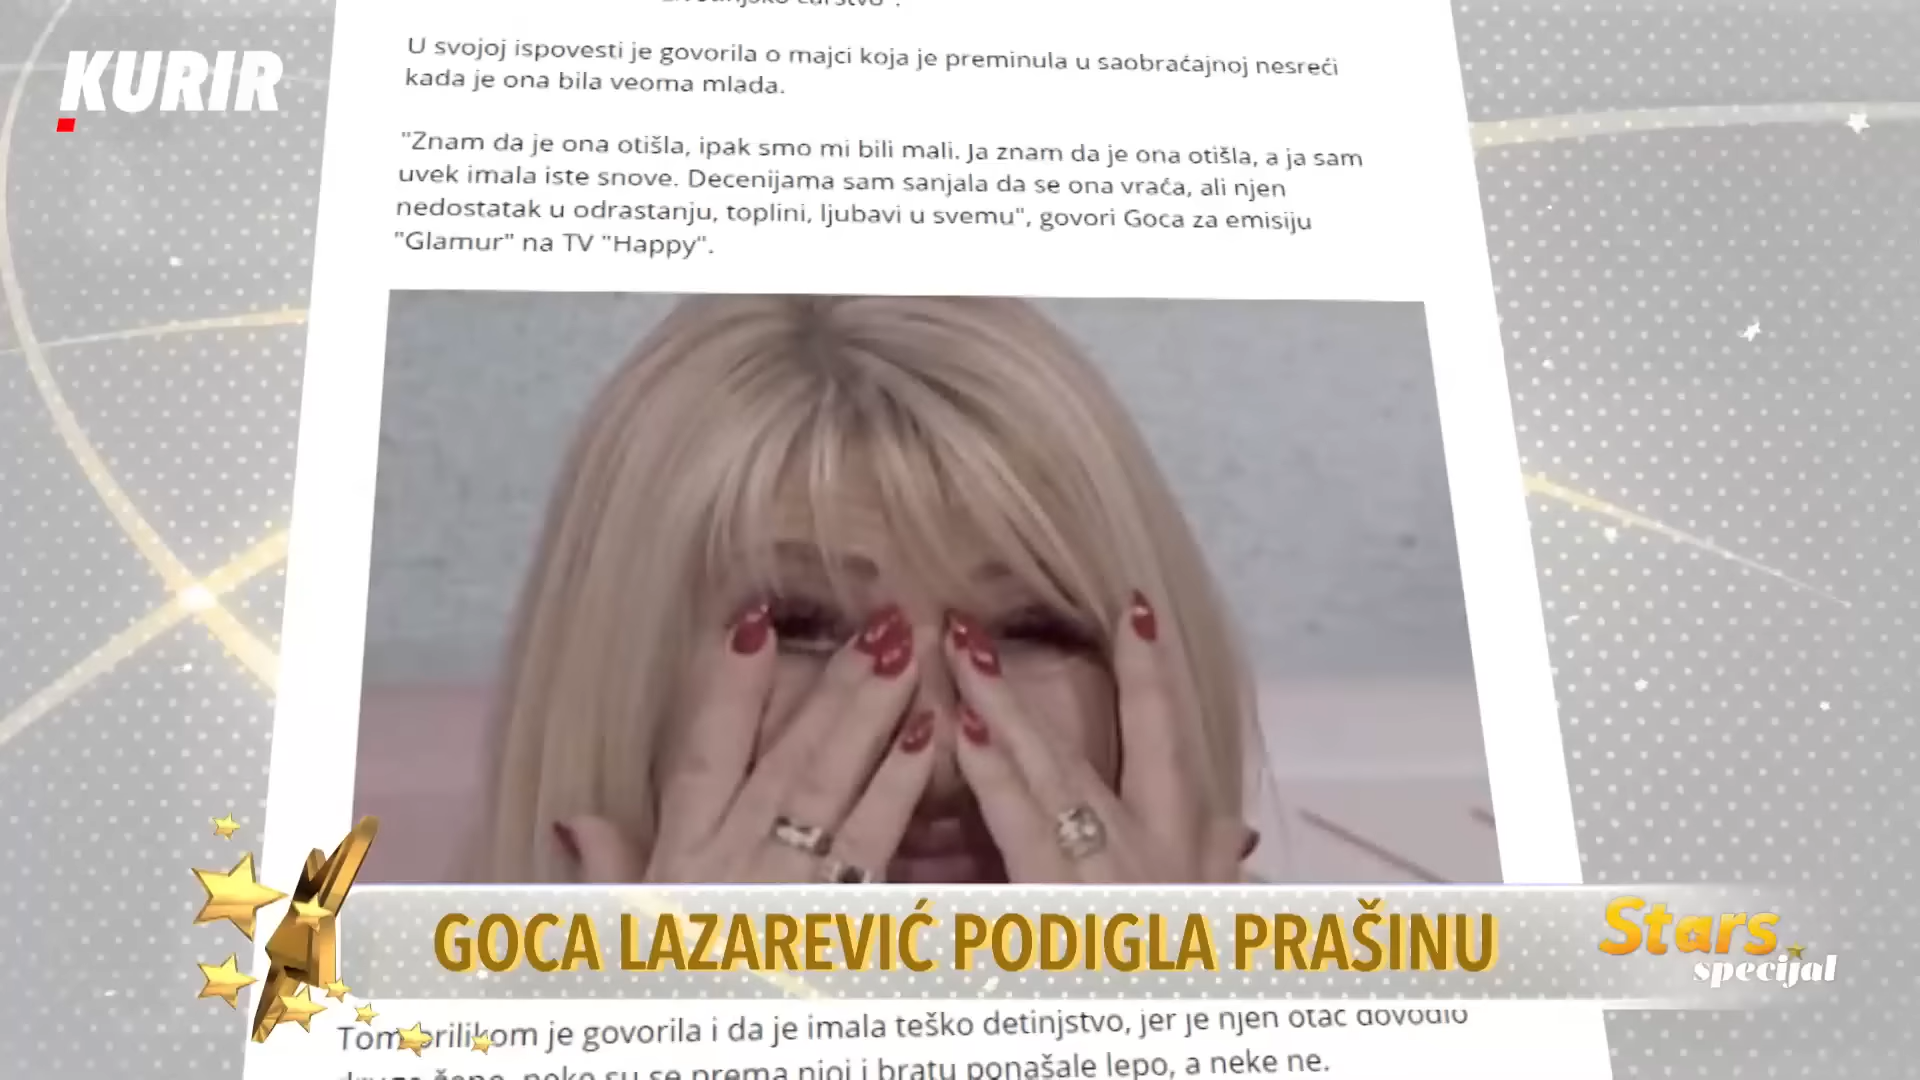 KURIR
U svojoj ispovesti je govorila o majci koja je preminula u saobraćajnoj nesreći
kada je ona bila veoma mlada.
"Znam da je ona otišla, ipak smo mi bili mali. Ja znam da je ona otišla, a ja sam
uvek imala iste snove. Decenijama sam sanjala da se ona vraća, ali njen
nedostatak u odrastanju, toplini, ljubavi u svemu", govori Goca za emisiju
"Glamur" na TV "Happy".
GOCA LAZAREVIĆ PODIGLA PRAŠINU
Stars
specijal
je govorila i da je imala teško detinjstvo, jer je njen otac dovodio
neke su se prema njoj i bratu ponašale lepo, a neke ne.